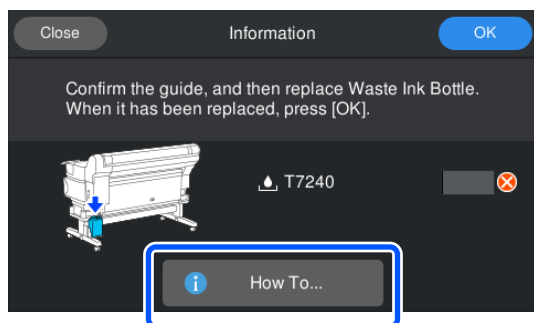 Close
Information
OK
Confirm the guide, and then replace Waste Ink Bottle.
When it has been replaced, press [OK].
T7240
i
How To...